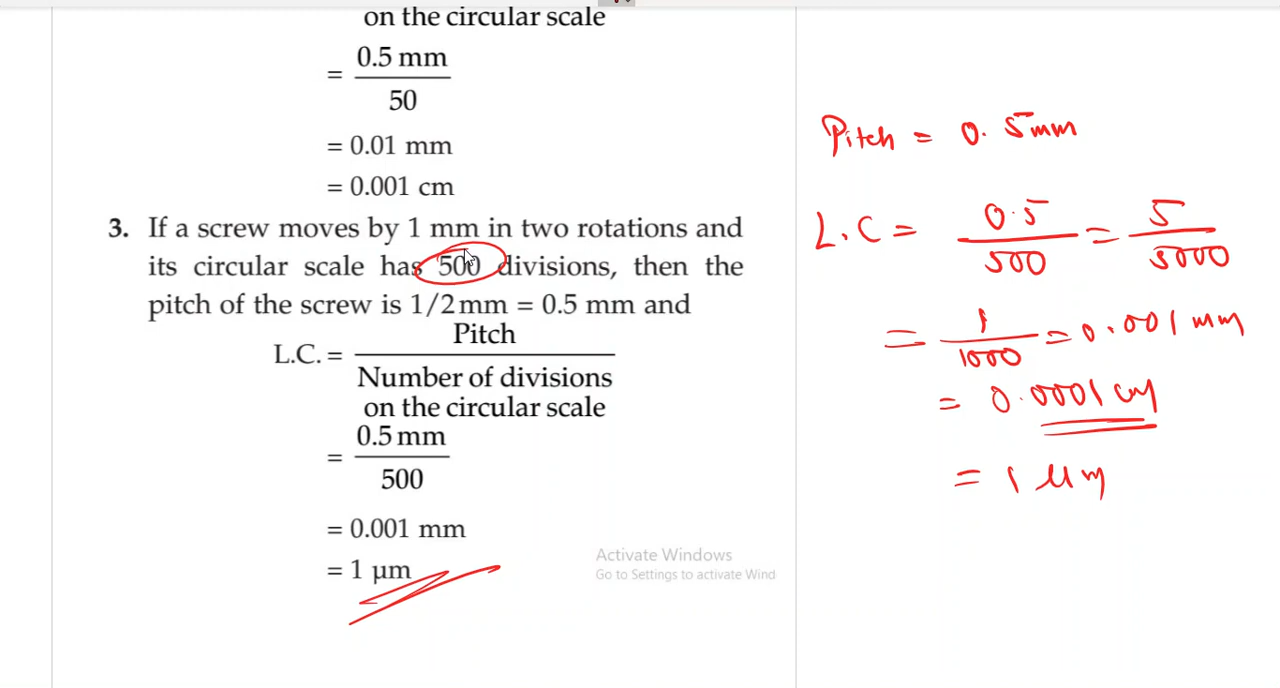 on the circular scale
= 0.5 mm / 50
= 0.01 mm
= 0.001 cm
3. If a screw moves by 1 mm in two rotations and
its circular scale has 500 divisions, then the
pitch of the screw is 1/2 mm = 0.5 mm and
L.C. = Pitch / Number of divisions
on the circular scale
= 0.5 mm / 500
= 0.001 mm
= 1 µm
Pitch = 0.5 mm
L.C = 0.5 / 500 = 5 / 5000
= 1 / 1000 = 0.001 mm
= 0.0001 cm
= 1 µm
Activate Windows
Go to Settings to activate Wind